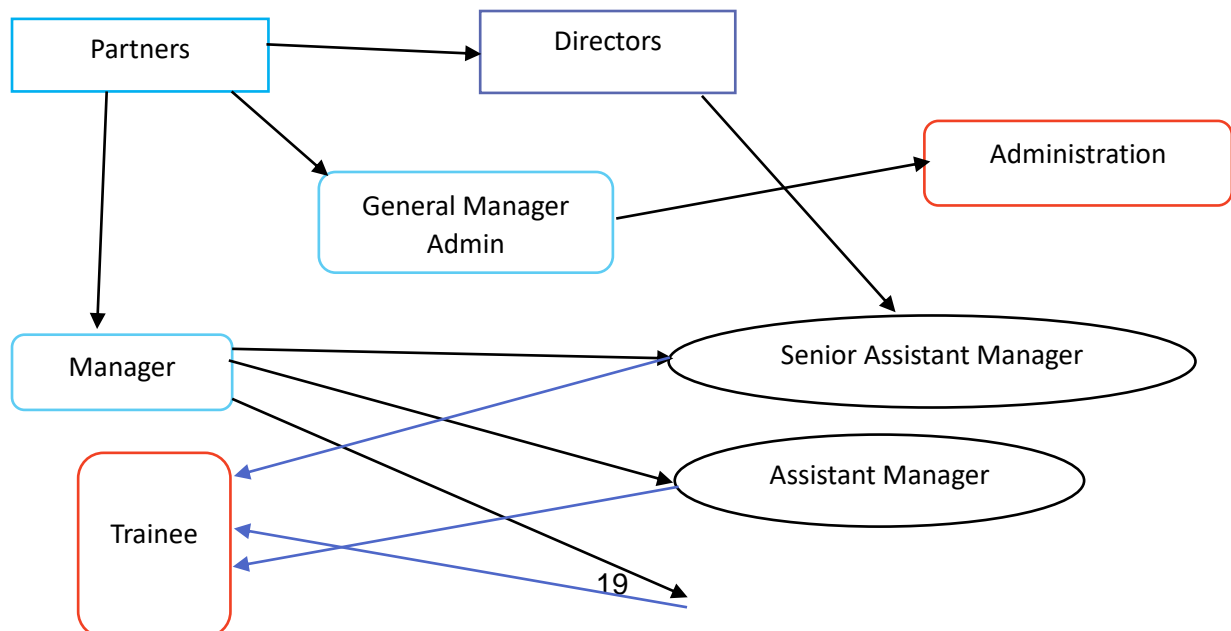 Partners
Directors
Administration
General Manager
Admin
Manager
Senior Assistant Manager
Assistant Manager
Trainee
19